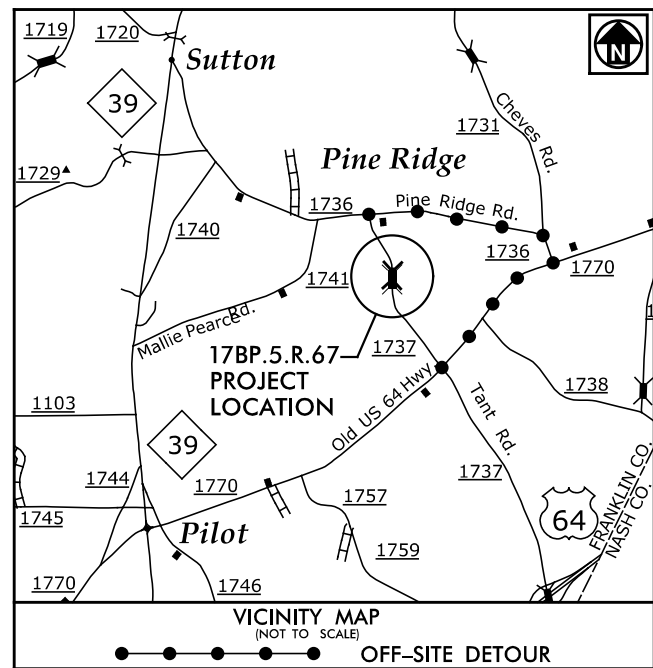 1719
1720
Sutton
N
39
Cheves Rd.
1731
Pine Ridge
1729
1736
Pine Ridge Rd.
1740
1736
1770
1741
Mallie Pearce Rd.
17BP.5.R.67
PROJECT
LOCATION
1737
Old US 64 Hwy
1738
1103
39
Tant Rd.
1744
1770
1757
1737
64
FRANKLIN CO.
NASH CO.
1745
Pilot
1759
1770
1746
VICINITY MAP
(NOT TO SCALE)
OFF-SITE DETOUR